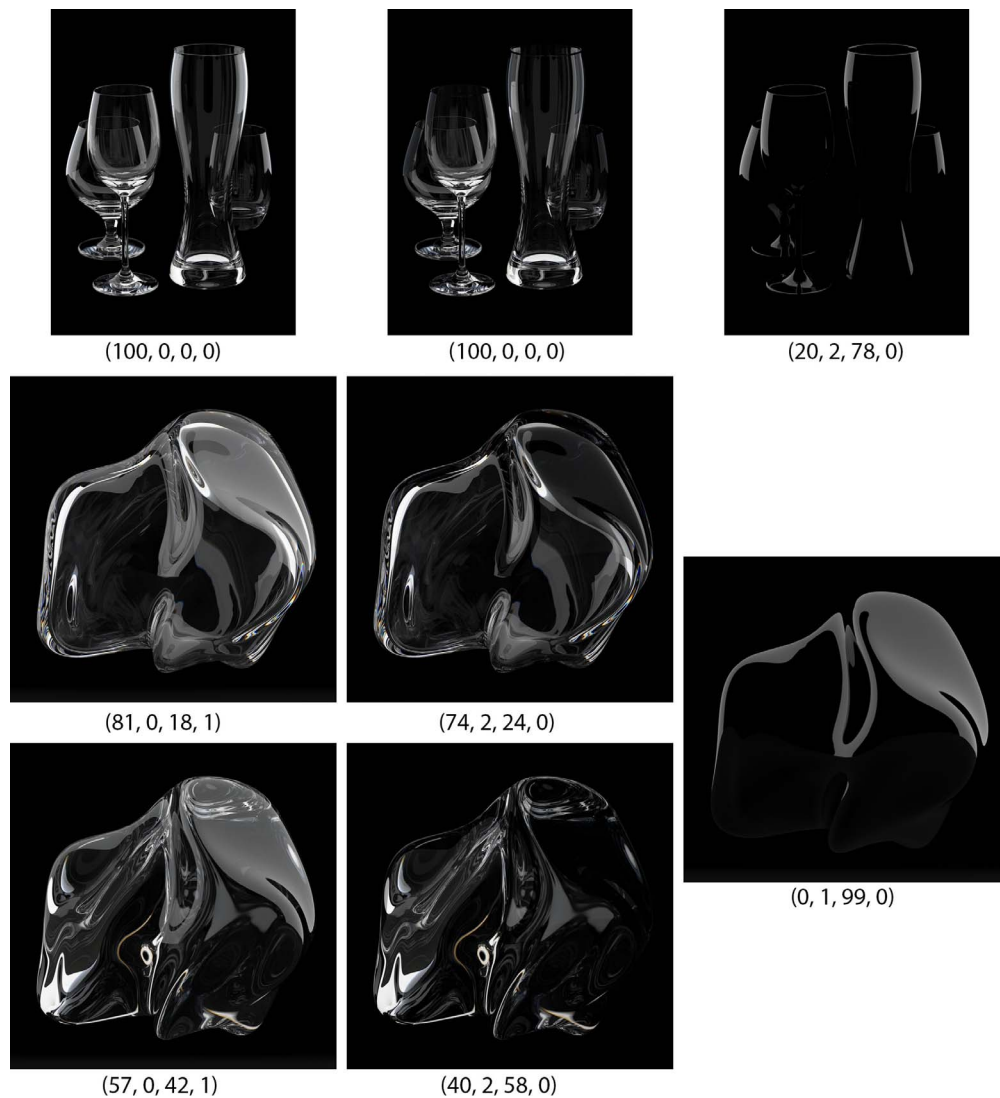 (100, 0, 0, 0)
(100, 0, 0, 0)
(20, 2, 78, 0)
(81, 0, 18, 1)
(74, 2, 24, 0)
(0, 1, 99, 0)
(57, 0, 42, 1)
(40, 2, 58, 0)